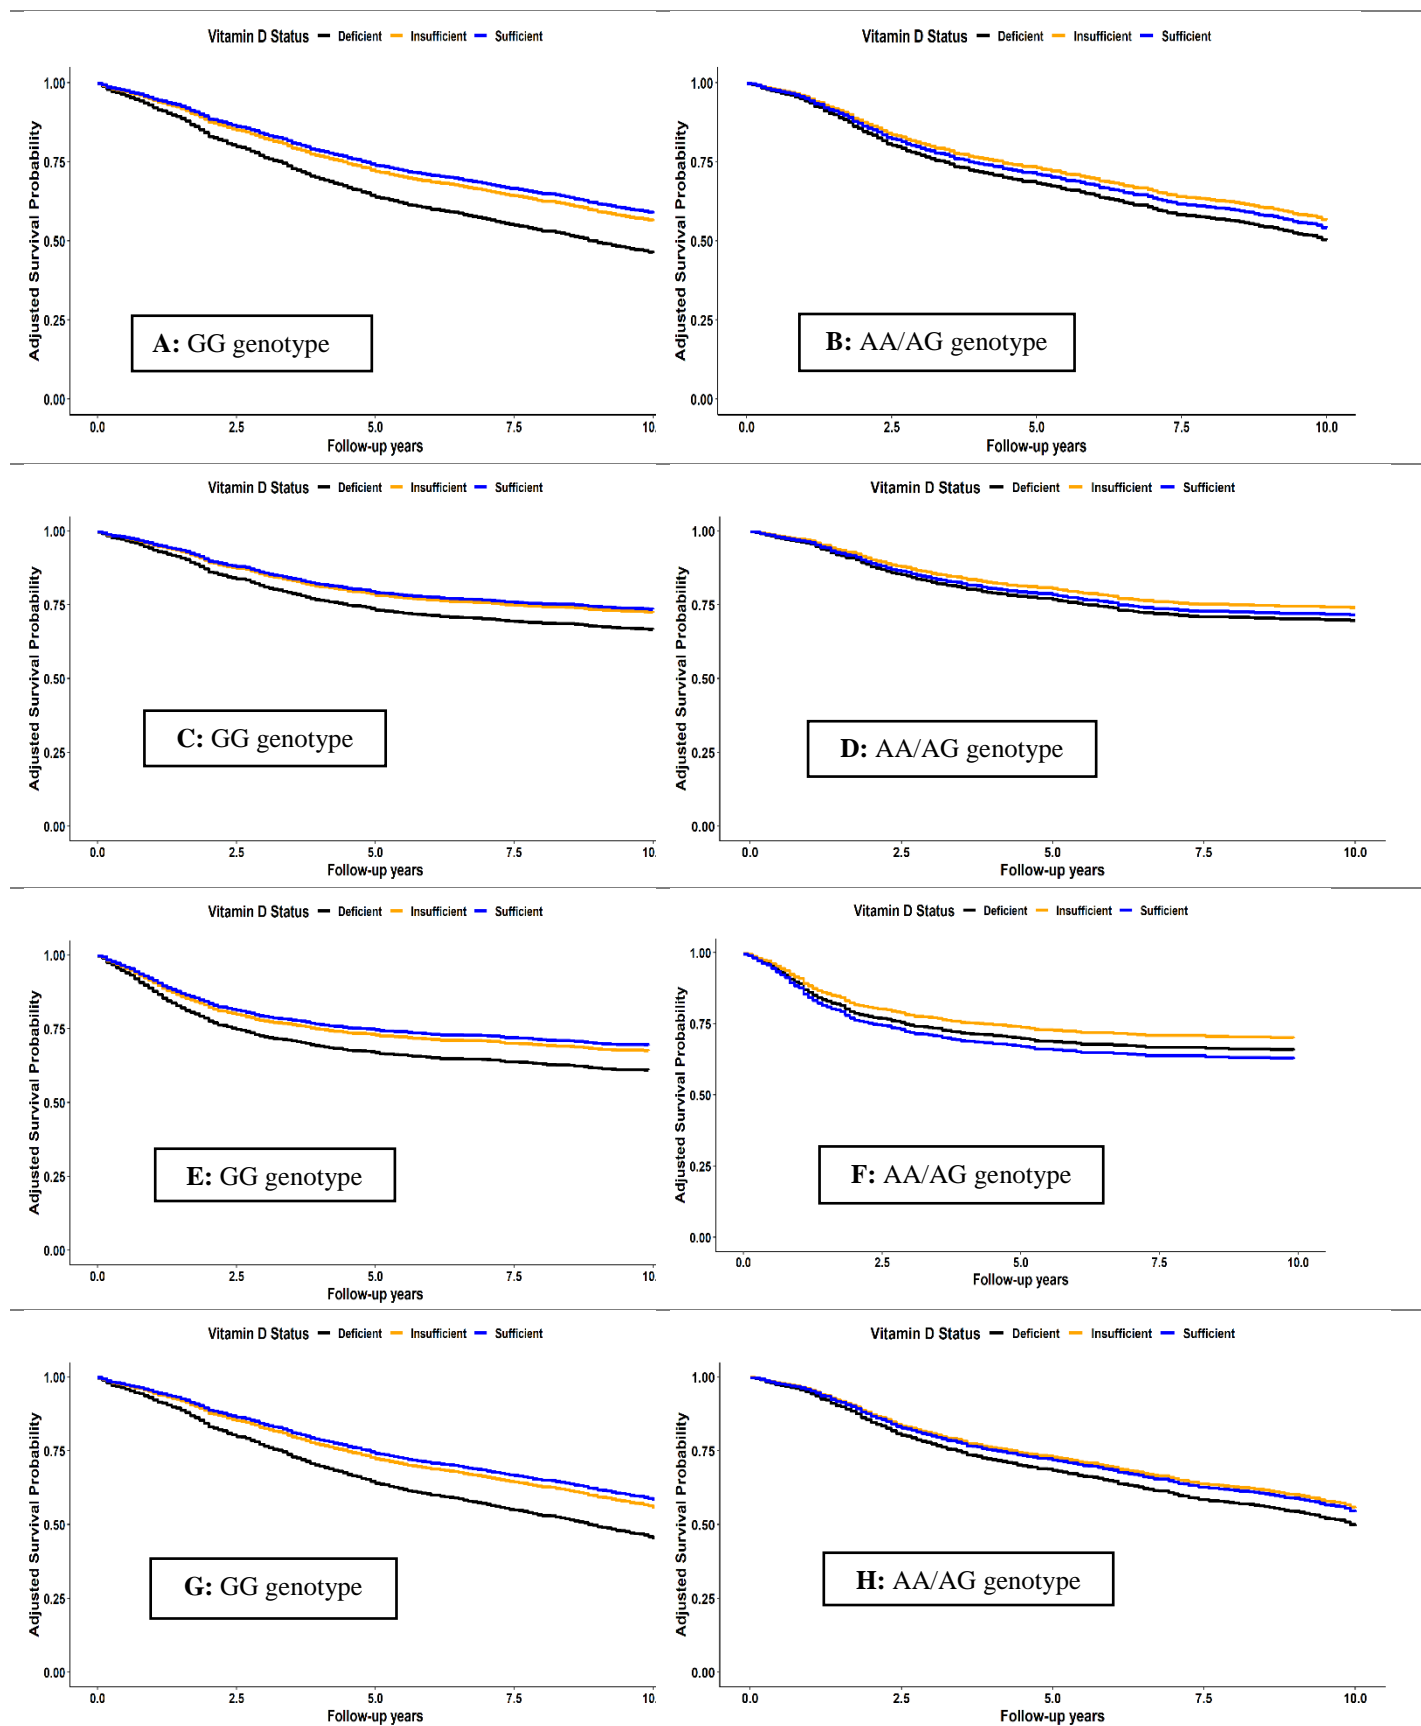 Vitamin D Status Deficient Insufficient Sufficient
Adjusted Survival Probability
1.00
0.75
0.50
0.25
0.00
A: GG genotype
0.0 2.5 5.0 7.5 10.
Follow-up years
Vitamin D Status Deficient Insufficient Sufficient
Adjusted Survival Probability
1.00
0.75
0.50
0.25
0.00
B: AA/AG genotype
0.0 2.5 5.0 7.5 10.0
Follow-up years
Vitamin D Status Deficient Insufficient Sufficient
Adjusted Survival Probability
1.00
0.75
0.50
0.25
0.00
C: GG genotype
0.0 2.5 5.0 7.5 10.
Follow-up years
Vitamin D Status Deficient Insufficient Sufficient
Adjusted Survival Probability
1.00
0.75
0.50
0.25
0.00
D: AA/AG genotype
0.0 2.5 5.0 7.5 10.0
Follow-up years
Vitamin D Status Deficient Insufficient Sufficient
Adjusted Survival Probability
1.00
0.75
0.50
0.25
0.00
E: GG genotype
0.0 2.5 5.0 7.5 10.
Follow-up years
Vitamin D Status Deficient Insufficient Sufficient
Adjusted Survival Probability
1.00
0.75
0.50
0.25
0.00
F: AA/AG genotype
0.0 2.5 5.0 7.5 10.0
Follow-up years
Vitamin D Status Deficient Insufficient Sufficient
Adjusted Survival Probability
1.00
0.75
0.50
0.25
0.00
G: GG genotype
0.0 2.5 5.0 7.5 10.
Follow-up years
Vitamin D Status Deficient Insufficient Sufficient
Adjusted Survival Probability
1.00
0.75
0.50
0.25
0.00
H: AA/AG genotype
0.0 2.5 5.0 7.5 10.0
Follow-up years